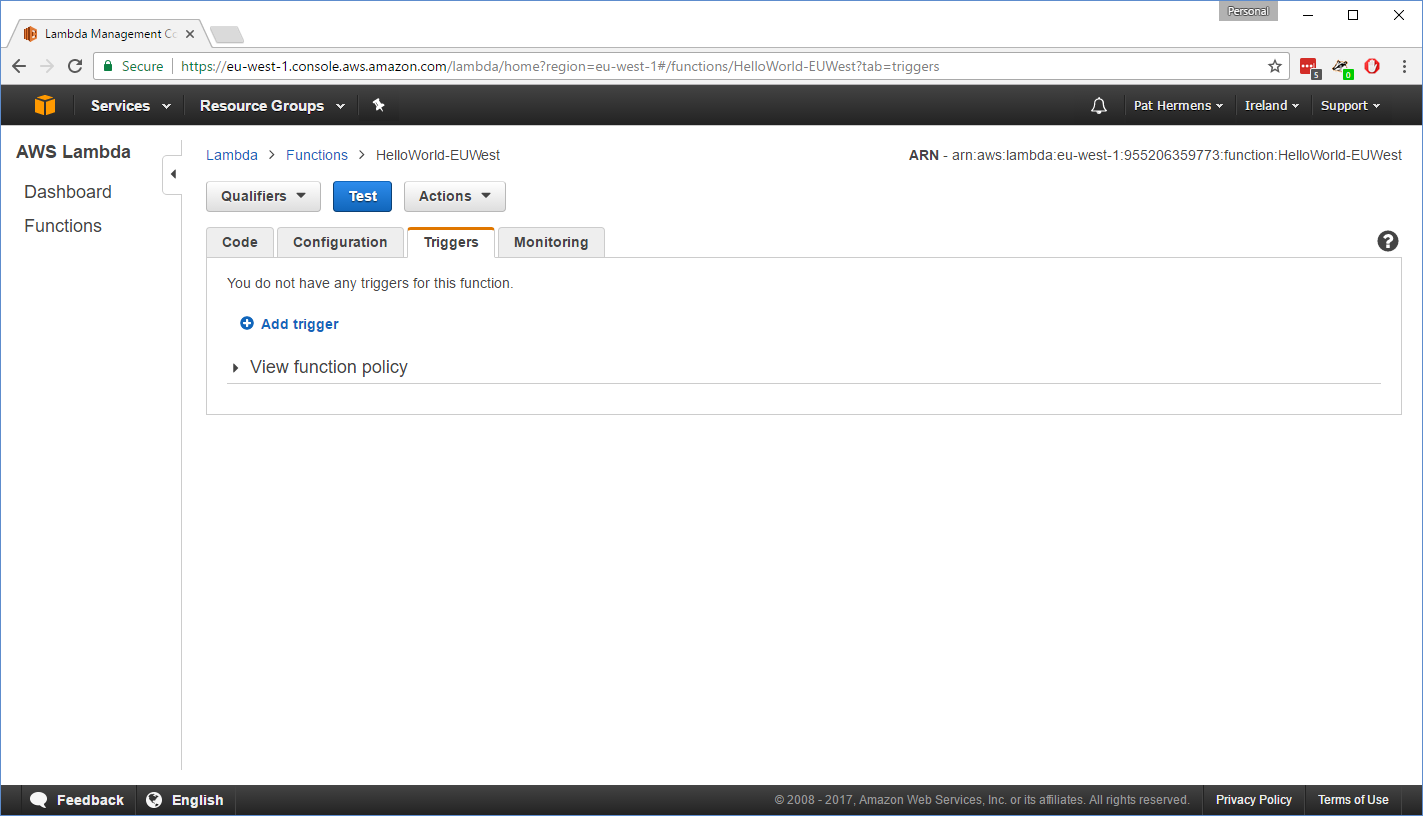 Personal
Lambda Management Co
Secure https://eu-west-1.console.aws.amazon.com/lambda/home?region=eu-west-1#/functions/HelloWorld-EUWest?tab=triggers
5 0
Services Resource Groups Pat Hermens Ireland Support
AWS Lambda
Dashboard
Functions
Lambda > Functions > HelloWorld-EUWest ARN - arn:aws:lambda:eu-west-1:955206359773:function:HelloWorld-EUWest
Qualifiers Test Actions
Code Configuration Triggers Monitoring
You do not have any triggers for this function.
Add trigger
View function policy
Feedback English © 2008 - 2017, Amazon Web Services, Inc. or its affiliates. All rights reserved. Privacy Policy Terms of Use